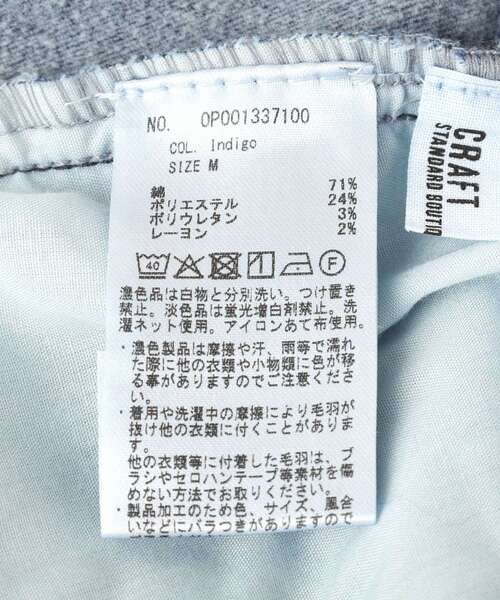 NO. 0P001337100
COL. Indigo
SIZE M
綿 71%
ポリエステル 24%
ポリウレタン 3%
レーヨン 2%
40 F
濃色品は白物と分別洗い。つけ置き
禁止。淡色品は蛍光増白剤禁止。洗
濯ネット使用。アイロンあて布使用。
・濃色製品は摩擦や汗、雨等で濡れ
た際に他の衣類や小物類に色が移
る事がありますのでご注意くださ
い。
・着用や洗濯中の摩擦により毛羽が
抜け他の衣類に付くことがありま
す。
他の衣類等に付着した毛羽は、ブ
ラシやセロハンテープ等素材を傷
めない方法でお取りください。
・製品加工のため色、サイズ、風合
いなどにバラつきがありますので
CRAFT
STANDARD BOUTIQ